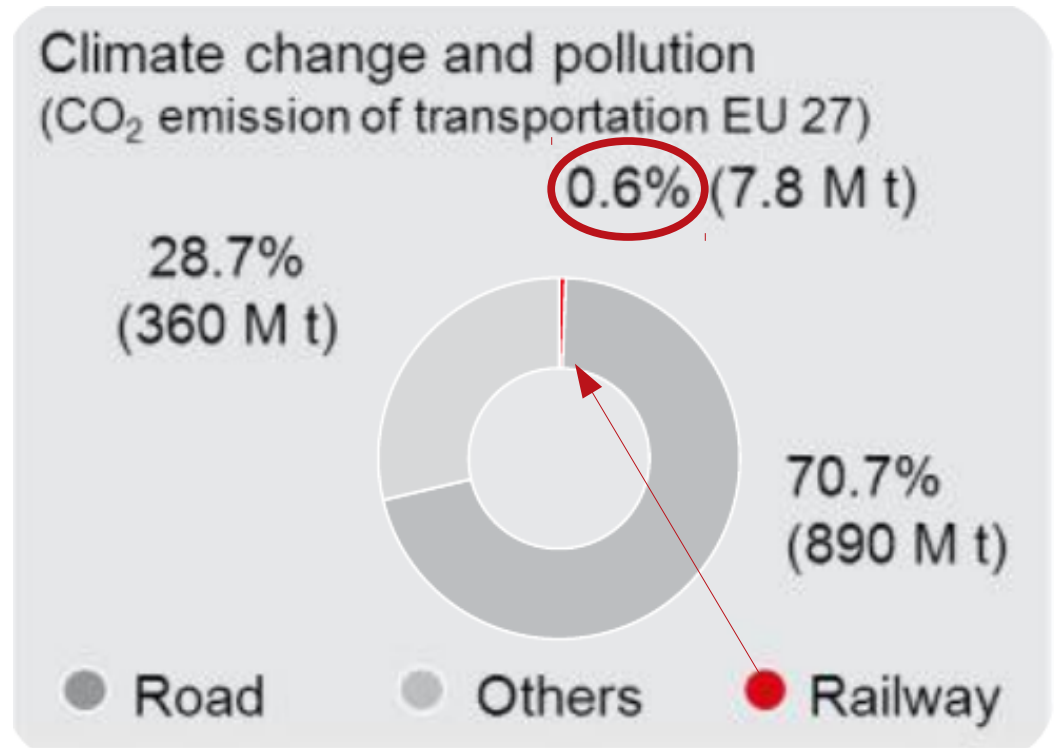 Climate change and pollution
(CO₂ emission of transportation EU 27)
0.6% (7.8 M t)
28.7%
(360 M t)
70.7%
(890 M t)
Road Others Railway